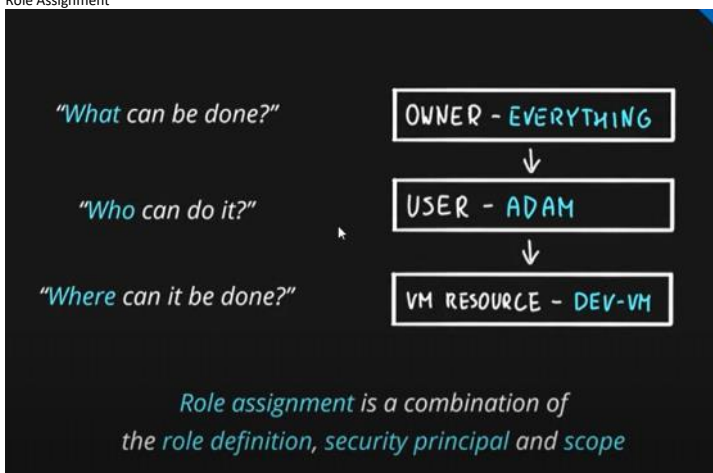 Role Assignment
“What can be done?”
OWNER - EVERYTHING
“Who can do it?”
USER - ADAM
“Where can it be done?”
VM RESOURCE - DEV-VM
Role assignment is a combination of
the role definition, security principal and scope